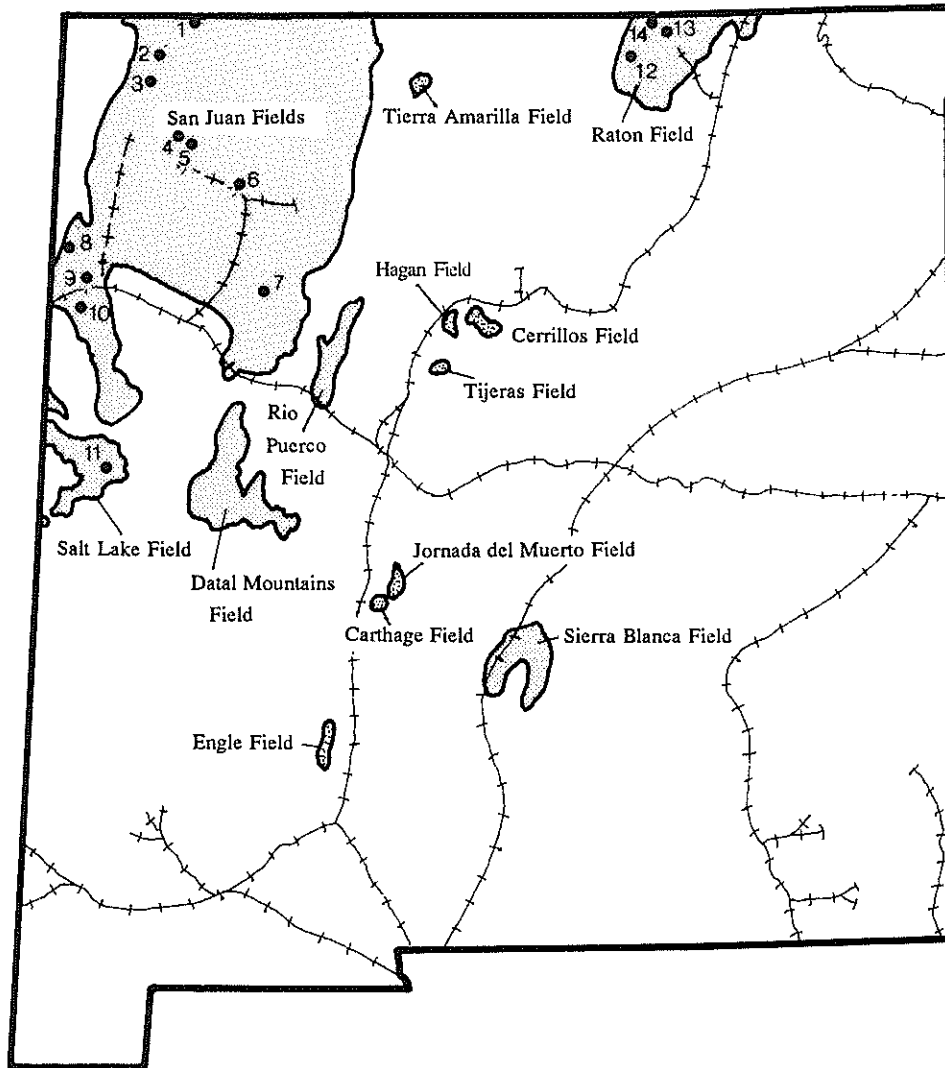 1
2
3
San Juan Fields
4
5
6
7
8
9
10
11
14
13
12
Raton Field
Tierra Amarilla Field
Hagan Field
Cerrillos Field
Tijeras Field
Rio
Puerco
Field
Salt Lake Field
Datal Mountains
Field
Jornada del Muerto Field
Carthage Field
Sierra Blanca Field
Engle Field